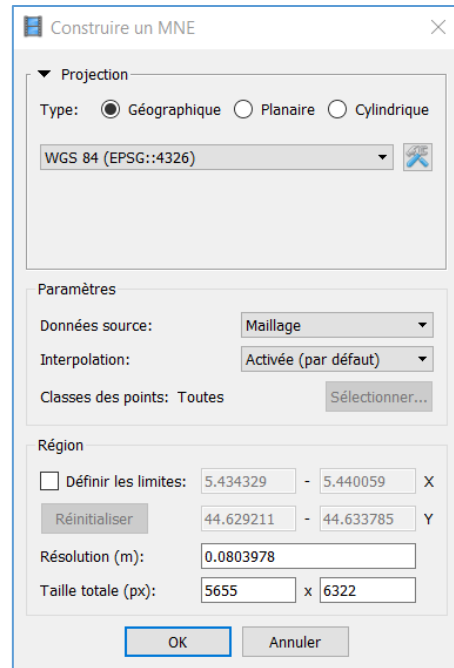 Construire un MNE
Projection
Type: Géographique Planaire Cylindrique
WGS 84 (EPSG::4326)
Paramètres
Données source: Maillage
Interpolation: Activée (par défaut)
Classes des points: Toutes Sélectionner...
Région
Définir les limites: 5.434329 - 5.440059 X
Réinitialiser 44.629211 - 44.633785 Y
Résolution (m): 0.0803978
Taille totale (px): 5655 x 6322
OK Annuler